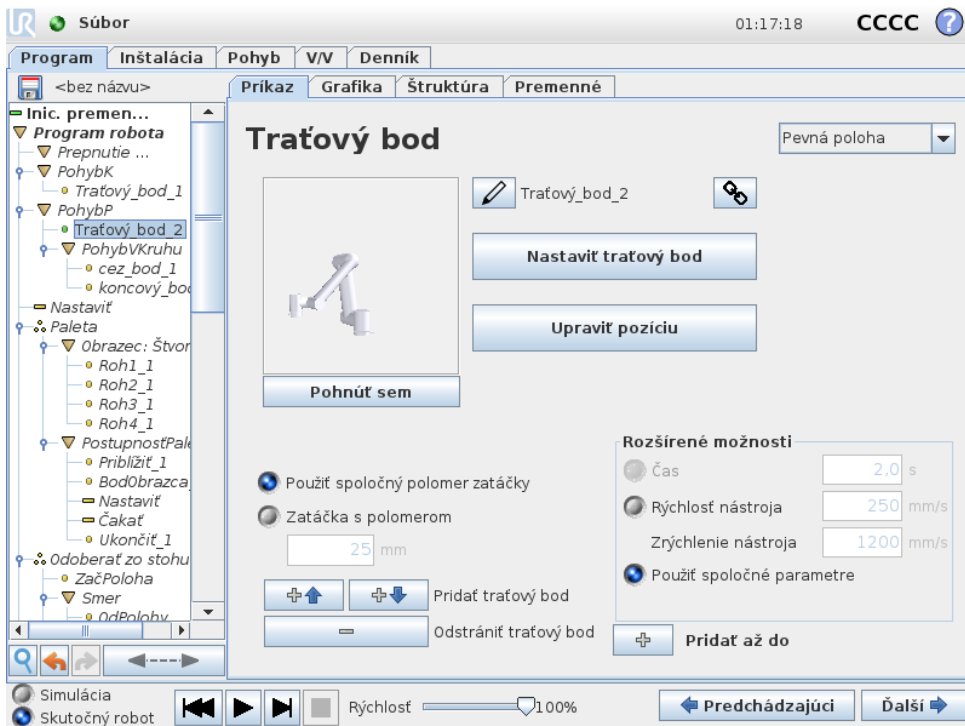 UR Súbor 01:17:18 CCCC ?
Program Inštalácia Pohyb V/V Denník
<bez názvu>
Príkaz Grafika Štruktúra Premenné
Inic. premen...
Program robota
Prepnutie ...
PohybK
Traťový_bod_1
PohybP
Traťový_bod_2
PohybVKruhu
cez_bod_1
koncový_bo
Nastaviť
Paleta
Obrazec: Štvor
Roh1_1
Roh2_1
Roh3_1
Roh4_1
PostupnosťPale
Priblížiť_1
BodObrazca_
Nastaviť
Čakať
Ukončiť_1
Odoberať zo stohu
ZačPoloha
Smer
OdPolohy
Traťový bod
Pevná poloha
Traťový_bod_2
Nastaviť traťový bod
Upraviť pozíciu
Pohnúť sem
Použiť spoločný polomer zatáčky
Zatáčka s polomerom
25 mm
Pridať traťový bod
Odstrániť traťový bod
Rozšírené možnosti
Čas 2,0 s
Rýchlosť nástroja 250 mm/s
Zrýchlenie nástroja 1200 mm/s
Použiť spoločné parametre
Pridať až do
Simulácia
Skutočný robot
Rýchlosť 100%
Predchádzajúci Ďalší